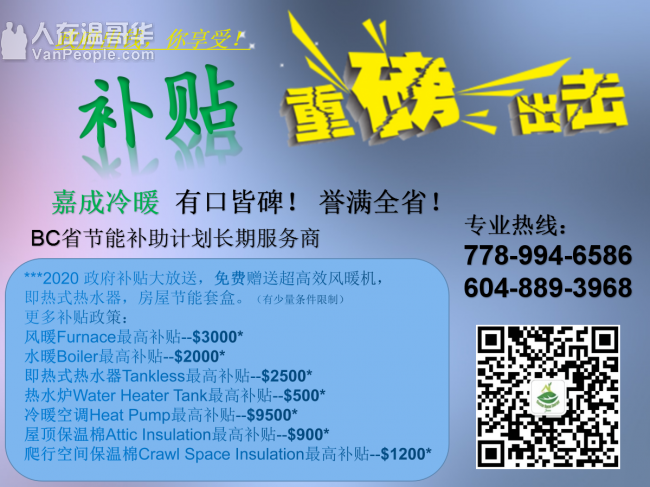 人在温哥华
VanPeople.com
你享受！
补贴
重磅出击
嘉成冷暖 有口皆碑！ 誉满全省！
BC省节能补助计划长期服务商
专业热线：
778-994-6586
604-889-3968
***2020 政府补贴大放送，免费赠送超高效风暖机，
即热式热水器，房屋节能套盒。（有少量条件限制）
更多补贴政策：
风暖Furnace最高补贴--$3000*
水暖Boiler最高补贴--$2000*
即热式热水器Tankless最高补贴--$2500*
热水炉Water Heater Tank最高补贴--$500*
冷暖空调Heat Pump最高补贴--$9500*
屋顶保温棉Attic Insulation最高补贴--$900*
爬行空间保温棉Crawl Space Insulation最高补贴--$1200*